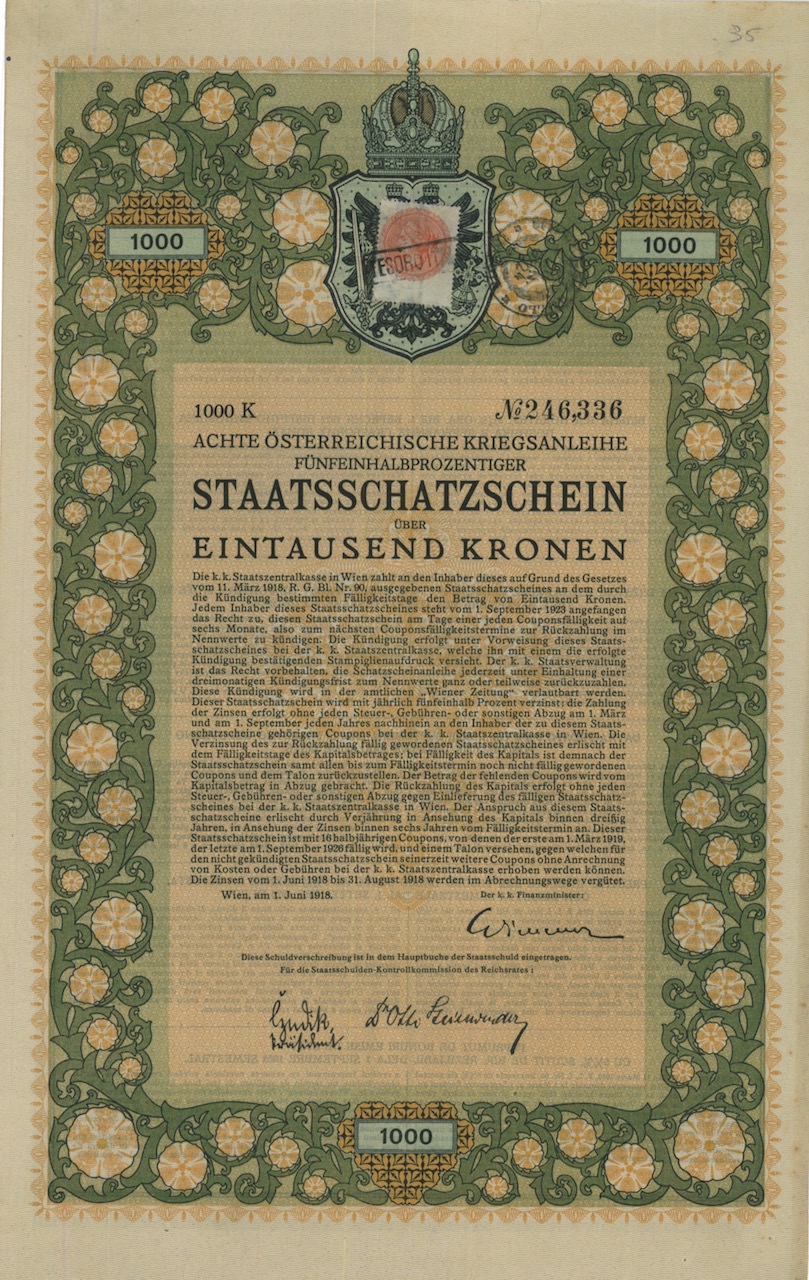 35
1000
1000
1000 K
№246,336
ACHTE ÖSTERREICHISCHE KRIEGSANLEIHE
FÜNFEINHALBPROZENTIGER
STAATSSCHATZSCHEIN
ÜBER
EINTAUSEND KRONEN
Die k. k. Staatszentralkasse in Wien zahlt an den Inhaber dieses auf Grund des Gesetzes
vom 11. März 1918, R. G. Bl. Nr. 90, ausgegebenen Staatsschatzscheines an dem durch
die Kündigung bestimmten Fälligkeitstage den Betrag von Eintausend Kronen.
Jedem Inhaber dieses Staatsschatzscheines steht vom 1. September 1923 angefangen
das Recht zu, diesen Staatsschatzschein am Tage einer jeden Couponsfälligkeit auf
sechs Monate, also zum nächsten Couponsfälligkeitstermine zur Rückzahlung im
Nennwerte zu kündigen. Die Kündigung erfolgt unter Vorweisung dieses Staats-
schatzscheines bei der k. k. Staatszentralkasse, welche ihn mit einem die erfolgte
Kündigung bestätigenden Stampiglienaufdruck versieht. Der k. k. Staatsverwaltung
ist das Recht vorbehalten, die Schatzscheinanleihe jederzeit unter Einhaltung einer
dreimonatigen Kündigungsfrist zum Nennwerte ganz oder teilweise zurückzuzahlen.
Diese Kündigung wird in der amtlichen „Wiener Zeitung“ verlautbart werden.
Dieser Staatsschatzschein wird mit jährlich fünfeinhalb Prozent verzinst; die Zahlung
der Zinsen erfolgt ohne jeden Steuer-, Gebühren- oder sonstigen Abzug am 1. März
und am 1. September jeden Jahres nachhinein an den Inhaber der zu diesem Staats-
schatzscheine gehörigen Coupons bei der k. k. Staatszentralkasse in Wien. Die
Verzinsung des zur Rückzahlung fällig gewordenen Staatsschatzscheines erlischt mit
dem Fälligkeitstage des Kapitalsbetrages; bei Fälligkeit des Kapitals ist demnach der
Staatsschatzschein samt allen bis zum Fälligkeitstermin noch nicht fällig gewordenen
Coupons und dem Talon zurückzustellen. Der Betrag der fehlenden Coupons wird vom
Kapitalsbetrag in Abzug gebracht. Die Rückzahlung des Kapitals erfolgt ohne jeden
Steuer-, Gebühren- oder sonstigen Abzug gegen Einlieferung des fälligen Staatsschatz-
scheines bei der k. k. Staatszentralkasse in Wien. Der Anspruch aus diesem Staats-
schatzscheine erlischt durch Verjährung in Ansehung des Kapitals binnen dreißig
Jahren, in Ansehung der Zinsen binnen sechs Jahren vom Fälligkeitstermin an. Dieser
Staatsschatzschein ist mit 16 halbjährigen Coupons, von denen der erste am 1. März 1919,
der letzte am 1. September 1926 fällig wird, und einem Talon versehen, gegen welchen für
den nicht gekündigten Staatsschatzschein seinerzeit weitere Coupons ohne Anrechnung
von Kosten oder Gebühren bei der k. k. Staatszentralkasse erhoben werden können.
Die Zinsen vom 1. Juni 1918 bis 31. August 1918 werden im Abrechnungswege vergütet.
Wien, am 1. Juni 1918.
Der k. k. Finanzminister:
Wimmer
Diese Schuldverschreibung ist in dem Hauptbuche der Staatsschuld eingetragen.
Für die Staatsschulden-Kontrollkommission des Reichsrates:
Präsident.
Dr Otto
1000